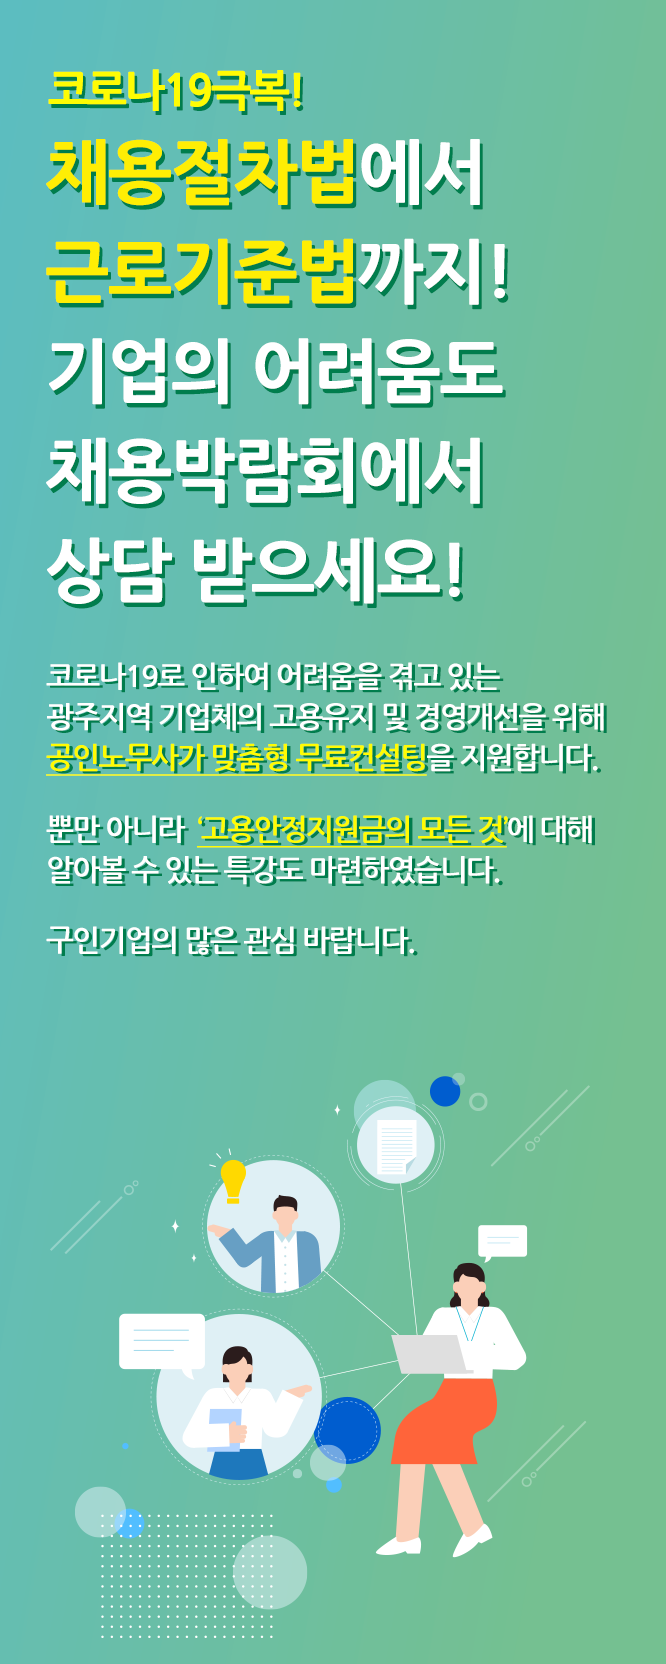 코로나19극복!
채용절차법에서
근로기준법까지!
기업의 어려움도
채용박람회에서
상담 받으세요!
코로나19로 인하여 어려움을 겪고 있는
광주지역 기업체의 고용유지 및 경영개선을 위해
공인노무사가 맞춤형 무료컨설팅을 지원합니다.
뿐만 아니라 ‘고용안정지원금의 모든 것’에 대해
알아볼 수 있는 특강도 마련하였습니다.
구인기업의 많은 관심 바랍니다.